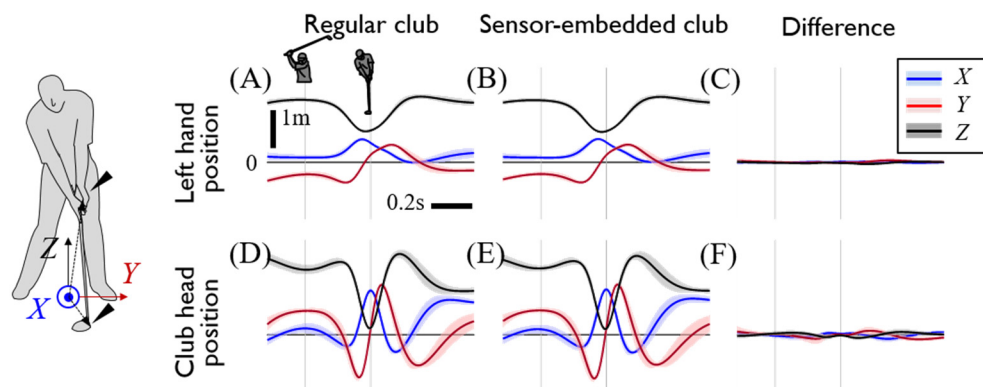 Regular club
Sensor-embedded club
Difference
(A)
(B)
(C)
X
Y
Z
1m
0
Left hand
position
0.2s
(D)
(E)
(F)
Club head
position
Z
Y
X